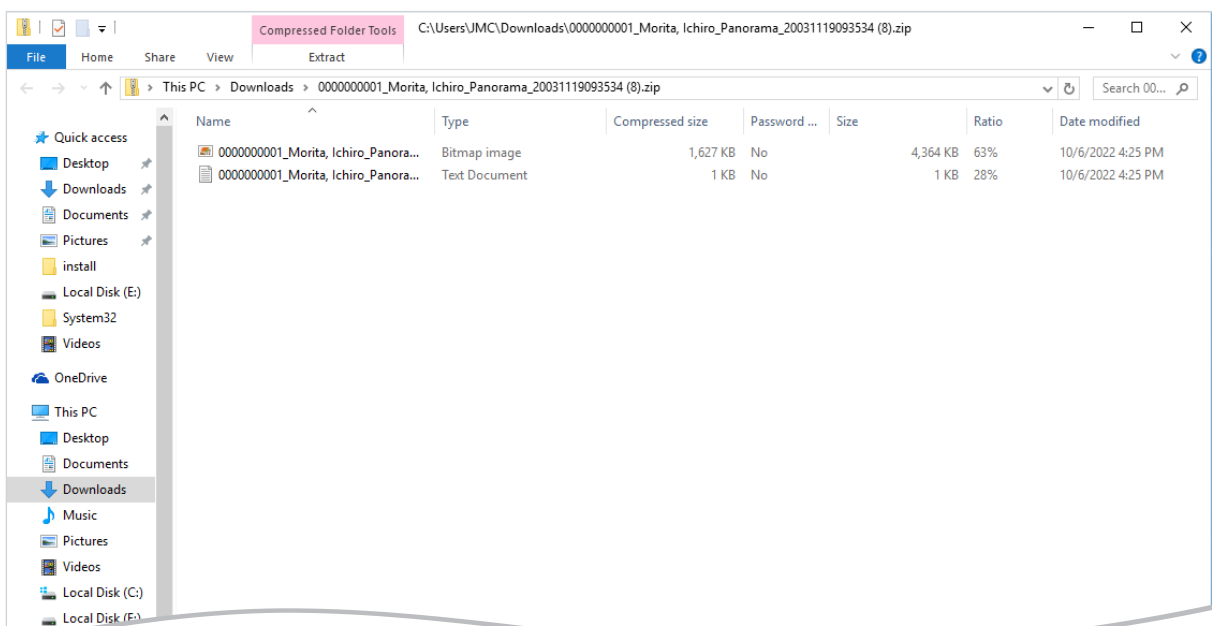 Compressed Folder Tools C:\Users\JMC\Downloads\0000000001_Morita, Ichiro_Panorama_20031119093534 (8).zip
File Home Share View Extract
This PC > Downloads > 0000000001_Morita, Ichiro_Panorama_20031119093534 (8).zip Search 00...
Name Type Compressed size Password ... Size Ratio Date modified
0000000001_Morita, Ichiro_Panora... Bitmap image 1,627 KB No 4,364 KB 63% 10/6/2022 4:25 PM
0000000001_Morita, Ichiro_Panora... Text Document 1 KB No 1 KB 28% 10/6/2022 4:25 PM
Quick access
Desktop
Downloads
Documents
Pictures
install
Local Disk (E:)
System32
Videos
OneDrive
This PC
Desktop
Documents
Downloads
Music
Pictures
Videos
Local Disk (C:)
Local Disk (E:)